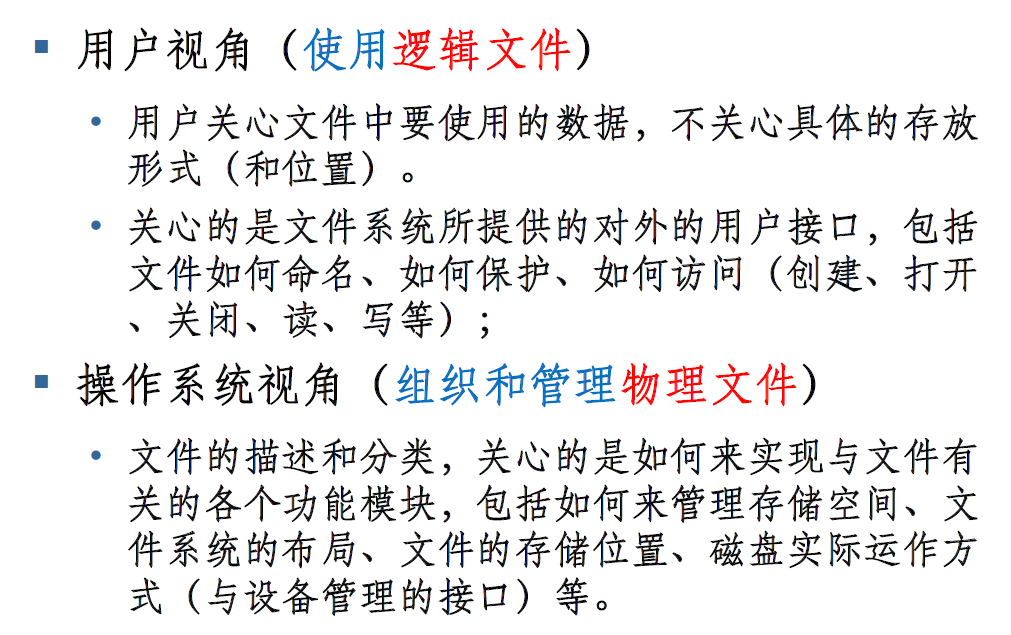 ▪ 用户视角（使用逻辑文件）
• 用户关心文件中要使用的数据，不关心具体的存放
形式（和位置）。
• 关心的是文件系统所提供的对外的用户接口，包括
文件如何命名、如何保护、如何访问（创建、打开
、关闭、读、写等）；
▪ 操作系统视角（组织和管理物理文件）
• 文件的描述和分类，关心的是如何来实现与文件有
关的各个功能模块，包括如何来管理存储空间、文
件系统的布局、文件的存储位置、磁盘实际运作方
式（与设备管理的接口）等。